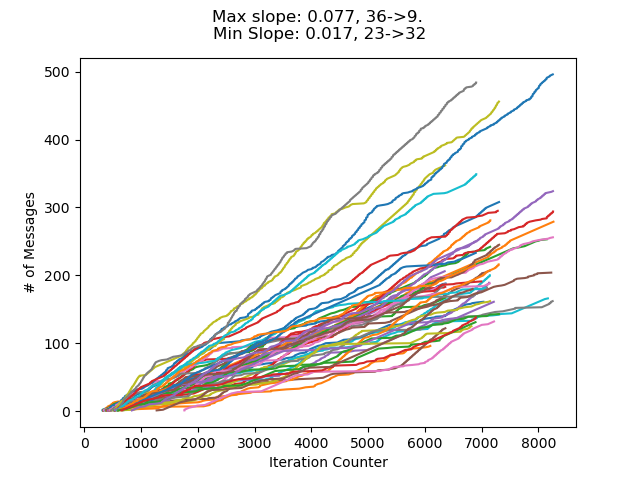 Max slope: 0.077, 36->9.
Min Slope: 0.017, 23->32
500
400
300
200
100
0
# of Messages
0 1000 2000 3000 4000 5000 6000 7000 8000
Iteration Counter